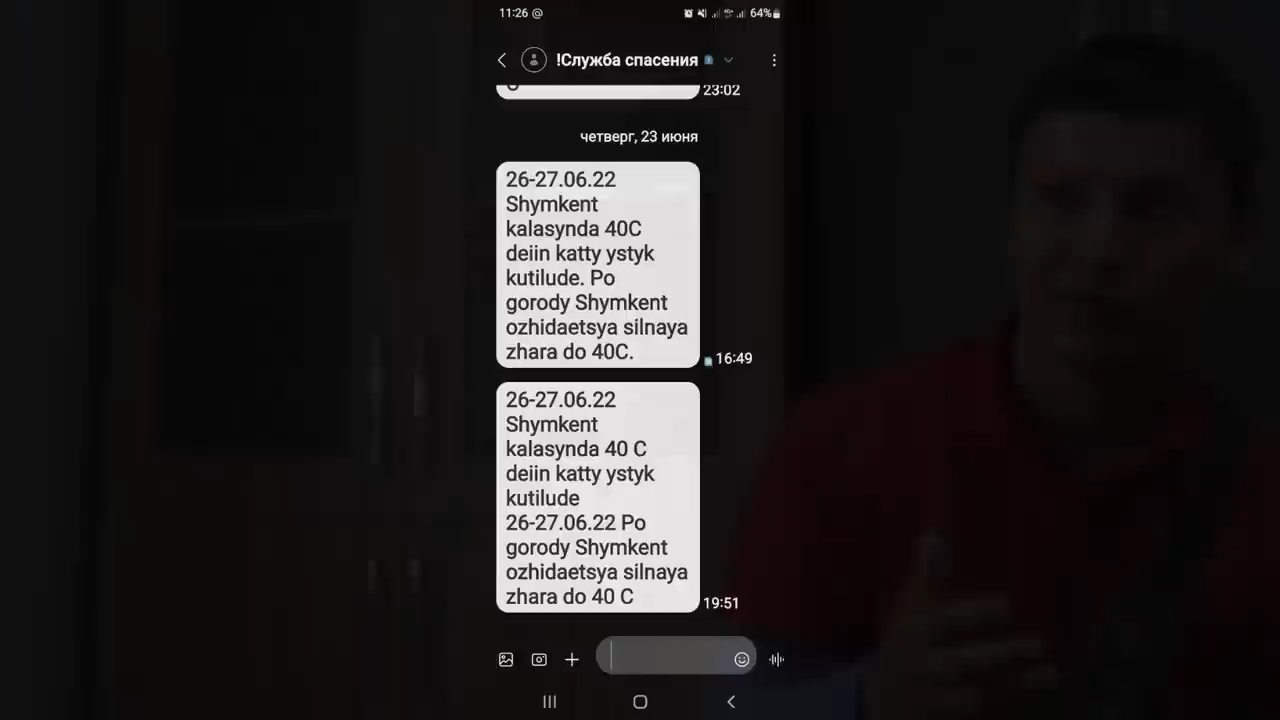 11:26 @
64%
!Служба спасения
23:02
четверг, 23 июня
26-27.06.22
Shymkent
kalasynda 40C
deiin katty ystyk
kutilude. Po
gorody Shymkent
ozhidaetsya silnaya
zhara do 40C.
16:49
26-27.06.22
Shymkent
kalasynda 40 C
deiin katty ystyk
kutilude
26-27.06.22 Po
gorody Shymkent
ozhidaetsya silnaya
zhara do 40 C
19:51